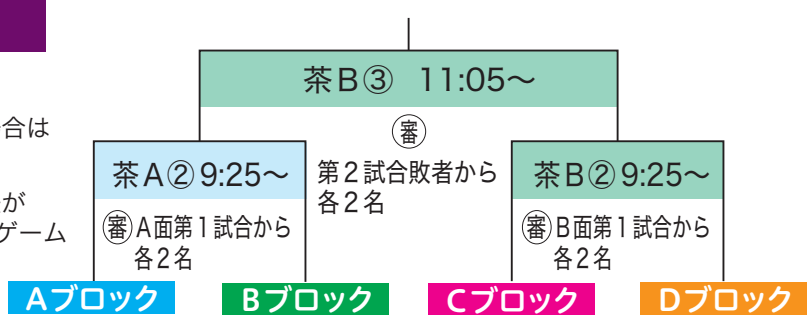 茶B③ 11:05～
㊙審
第2試合敗者から
各2名
合は
が
ゲーム
茶A②9:25～
審A面第1試合から
各2名
茶B②9:25～
審B面第1試合から
各2名
Aブロック
Bブロック
Cブロック
Dブロック